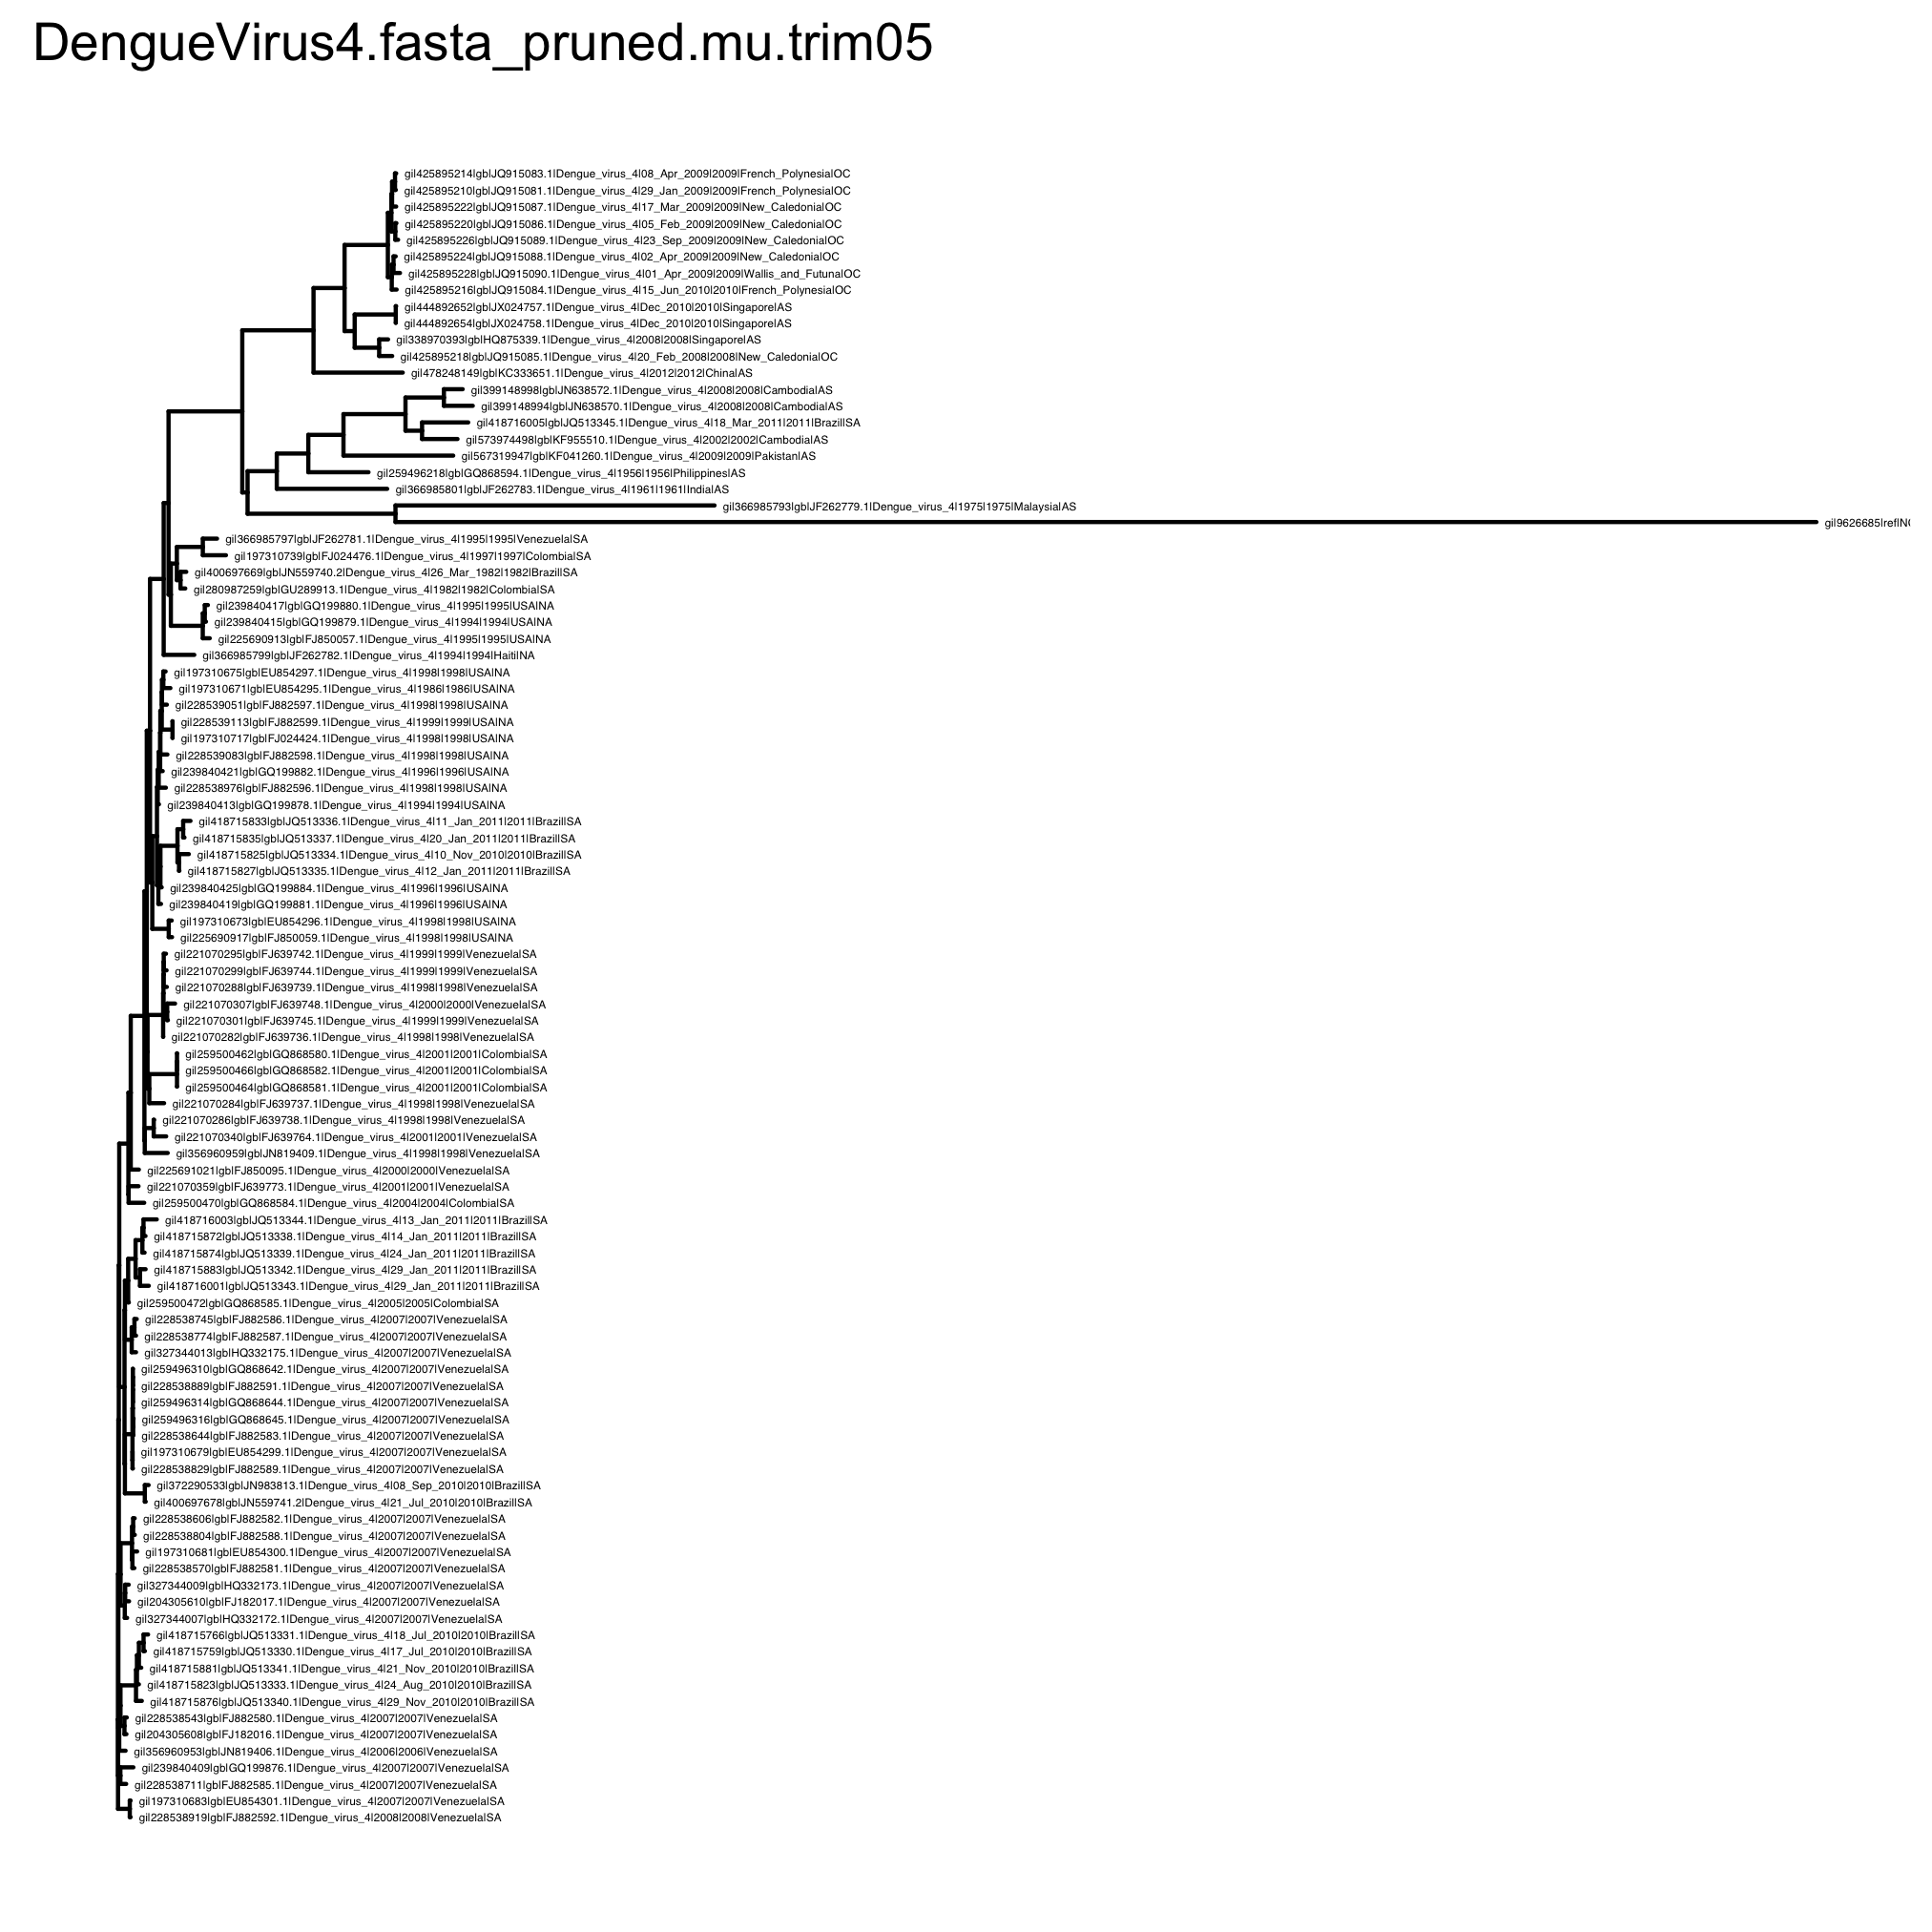 DengueVirus4.fasta_pruned.mu.trim05
gi|425895214|gb|JQ915083.1|Dengue_virus_4|08_Apr_2009|2009|French_Polynesia|OC
gi|425895210|gb|JQ915081.1|Dengue_virus_4|29_Jan_2009|2009|French_Polynesia|OC
gi|425895222|gb|JQ915087.1|Dengue_virus_4|17_Mar_2009|2009|New_Caledonia|OC
gi|425895220|gb|JQ915086.1|Dengue_virus_4|05_Feb_2009|2009|New_Caledonia|OC
gi|425895226|gb|JQ915089.1|Dengue_virus_4|23_Sep_2009|2009|New_Caledonia|OC
gi|425895224|gb|JQ915088.1|Dengue_virus_4|02_Apr_2009|2009|New_Caledonia|OC
gi|425895228|gb|JQ915090.1|Dengue_virus_4|01_Apr_2009|2009|Wallis_and_Futuna|OC
gi|425895216|gb|JQ915084.1|Dengue_virus_4|15_Jun_2010|2010|French_Polynesia|OC
gi|444892652|gb|JX024757.1|Dengue_virus_4|Dec_2010|2010|Singapore|AS
gi|444892654|gb|JX024758.1|Dengue_virus_4|Dec_2010|2010|Singapore|AS
gi|338970393|gb|HQ875339.1|Dengue_virus_4|2008|2008|Singapore|AS
gi|425895218|gb|JQ915085.1|Dengue_virus_4|20_Feb_2008|2008|New_Caledonia|OC
gi|478248149|gb|KC333651.1|Dengue_virus_4|2012|2012|China|AS
gi|399148998|gb|JN638572.1|Dengue_virus_4|2008|2008|Cambodia|AS
gi|399148994|gb|JN638570.1|Dengue_virus_4|2008|2008|Cambodia|AS
gi|418716005|gb|JQ513345.1|Dengue_virus_4|18_Mar_2011|2011|Brazil|SA
gi|573974498|gb|KF955510.1|Dengue_virus_4|2002|2002|Cambodia|AS
gi|567319947|gb|KF041260.1|Dengue_virus_4|2009|2009|Pakistan|AS
gi|259496218|gb|GQ868594.1|Dengue_virus_4|1956|1956|Philippines|AS
gi|366985801|gb|JF262783.1|Dengue_virus_4|1961|1961|India|AS
gi|366985793|gb|JF262779.1|Dengue_virus_4|1975|1975|Malaysia|AS
gi|9626685|ref|NC
gi|366985797|gb|JF262781.1|Dengue_virus_4|1995|1995|Venezuela|SA
gi|197310739|gb|FJ024476.1|Dengue_virus_4|1997|1997|Colombia|SA
gi|400697669|gb|JN559740.2|Dengue_virus_4|26_Mar_1982|1982|Brazil|SA
gi|280987259|gb|GU289913.1|Dengue_virus_4|1982|1982|Colombia|SA
gi|239840417|gb|GQ199880.1|Dengue_virus_4|1995|1995|USA|NA
gi|239840415|gb|GQ199879.1|Dengue_virus_4|1994|1994|USA|NA
gi|225690913|gb|FJ850057.1|Dengue_virus_4|1995|1995|USA|NA
gi|366985799|gb|JF262782.1|Dengue_virus_4|1994|1994|Haiti|NA
gi|197310675|gb|EU854297.1|Dengue_virus_4|1998|1998|USA|NA
gi|197310671|gb|EU854295.1|Dengue_virus_4|1986|1986|USA|NA
gi|228539051|gb|FJ882597.1|Dengue_virus_4|1998|1998|USA|NA
gi|228539113|gb|FJ882599.1|Dengue_virus_4|1999|1999|USA|NA
gi|197310717|gb|FJ024424.1|Dengue_virus_4|1998|1998|USA|NA
gi|228539083|gb|FJ882598.1|Dengue_virus_4|1998|1998|USA|NA
gi|239840421|gb|GQ199882.1|Dengue_virus_4|1996|1996|USA|NA
gi|228538976|gb|FJ882596.1|Dengue_virus_4|1998|1998|USA|NA
gi|239840413|gb|GQ199878.1|Dengue_virus_4|1994|1994|USA|NA
gi|418715833|gb|JQ513336.1|Dengue_virus_4|11_Jan_2011|2011|Brazil|SA
gi|418715835|gb|JQ513337.1|Dengue_virus_4|20_Jan_2011|2011|Brazil|SA
gi|418715825|gb|JQ513334.1|Dengue_virus_4|10_Nov_2010|2010|Brazil|SA
gi|418715827|gb|JQ513335.1|Dengue_virus_4|12_Jan_2011|2011|Brazil|SA
gi|239840425|gb|GQ199884.1|Dengue_virus_4|1996|1996|USA|NA
gi|239840419|gb|GQ199881.1|Dengue_virus_4|1996|1996|USA|NA
gi|197310673|gb|EU854296.1|Dengue_virus_4|1998|1998|USA|NA
gi|225690917|gb|FJ850059.1|Dengue_virus_4|1998|1998|USA|NA
gi|221070295|gb|FJ639742.1|Dengue_virus_4|1999|1999|Venezuela|SA
gi|221070299|gb|FJ639744.1|Dengue_virus_4|1999|1999|Venezuela|SA
gi|221070288|gb|FJ639739.1|Dengue_virus_4|1998|1998|Venezuela|SA
gi|221070307|gb|FJ639748.1|Dengue_virus_4|2000|2000|Venezuela|SA
gi|221070301|gb|FJ639745.1|Dengue_virus_4|1999|1999|Venezuela|SA
gi|221070282|gb|FJ639736.1|Dengue_virus_4|1998|1998|Venezuela|SA
gi|259500462|gb|GQ868580.1|Dengue_virus_4|2001|2001|Colombia|SA
gi|259500466|gb|GQ868582.1|Dengue_virus_4|2001|2001|Colombia|SA
gi|259500464|gb|GQ868581.1|Dengue_virus_4|2001|2001|Colombia|SA
gi|221070284|gb|FJ639737.1|Dengue_virus_4|1998|1998|Venezuela|SA
gi|221070286|gb|FJ639738.1|Dengue_virus_4|1998|1998|Venezuela|SA
gi|221070340|gb|FJ639764.1|Dengue_virus_4|2001|2001|Venezuela|SA
gi|356960959|gb|JN819409.1|Dengue_virus_4|1998|1998|Venezuela|SA
gi|225691021|gb|FJ850095.1|Dengue_virus_4|2000|2000|Venezuela|SA
gi|221070359|gb|FJ639773.1|Dengue_virus_4|2001|2001|Venezuela|SA
gi|259500470|gb|GQ868584.1|Dengue_virus_4|2004|2004|Colombia|SA
gi|418716003|gb|JQ513344.1|Dengue_virus_4|13_Jan_2011|2011|Brazil|SA
gi|418715872|gb|JQ513338.1|Dengue_virus_4|14_Jan_2011|2011|Brazil|SA
gi|418715874|gb|JQ513339.1|Dengue_virus_4|24_Jan_2011|2011|Brazil|SA
gi|418715883|gb|JQ513342.1|Dengue_virus_4|29_Jan_2011|2011|Brazil|SA
gi|418716001|gb|JQ513343.1|Dengue_virus_4|29_Jan_2011|2011|Brazil|SA
gi|259500472|gb|GQ868585.1|Dengue_virus_4|2005|2005|Colombia|SA
gi|228538745|gb|FJ882586.1|Dengue_virus_4|2007|2007|Venezuela|SA
gi|228538774|gb|FJ882587.1|Dengue_virus_4|2007|2007|Venezuela|SA
gi|327344013|gb|HQ332175.1|Dengue_virus_4|2007|2007|Venezuela|SA
gi|259496310|gb|GQ868642.1|Dengue_virus_4|2007|2007|Venezuela|SA
gi|228538889|gb|FJ882591.1|Dengue_virus_4|2007|2007|Venezuela|SA
gi|259496314|gb|GQ868644.1|Dengue_virus_4|2007|2007|Venezuela|SA
gi|259496316|gb|GQ868645.1|Dengue_virus_4|2007|2007|Venezuela|SA
gi|228538644|gb|FJ882583.1|Dengue_virus_4|2007|2007|Venezuela|SA
gi|197310679|gb|EU854299.1|Dengue_virus_4|2007|2007|Venezuela|SA
gi|228538829|gb|FJ882589.1|Dengue_virus_4|2007|2007|Venezuela|SA
gi|372290533|gb|JN983813.1|Dengue_virus_4|08_Sep_2010|2010|Brazil|SA
gi|400697678|gb|JN559741.2|Dengue_virus_4|21_Jul_2010|2010|Brazil|SA
gi|228538606|gb|FJ882582.1|Dengue_virus_4|2007|2007|Venezuela|SA
gi|228538804|gb|FJ882588.1|Dengue_virus_4|2007|2007|Venezuela|SA
gi|197310681|gb|EU854300.1|Dengue_virus_4|2007|2007|Venezuela|SA
gi|228538570|gb|FJ882581.1|Dengue_virus_4|2007|2007|Venezuela|SA
gi|327344009|gb|HQ332173.1|Dengue_virus_4|2007|2007|Venezuela|SA
gi|204305610|gb|FJ182017.1|Dengue_virus_4|2007|2007|Venezuela|SA
gi|327344007|gb|HQ332172.1|Dengue_virus_4|2007|2007|Venezuela|SA
gi|418715766|gb|JQ513331.1|Dengue_virus_4|18_Jul_2010|2010|Brazil|SA
gi|418715759|gb|JQ513330.1|Dengue_virus_4|17_Jul_2010|2010|Brazil|SA
gi|418715881|gb|JQ513341.1|Dengue_virus_4|21_Nov_2010|2010|Brazil|SA
gi|418715823|gb|JQ513333.1|Dengue_virus_4|24_Aug_2010|2010|Brazil|SA
gi|418715876|gb|JQ513340.1|Dengue_virus_4|29_Nov_2010|2010|Brazil|SA
gi|228538543|gb|FJ882580.1|Dengue_virus_4|2007|2007|Venezuela|SA
gi|204305608|gb|FJ182016.1|Dengue_virus_4|2007|2007|Venezuela|SA
gi|356960953|gb|JN819406.1|Dengue_virus_4|2006|2006|Venezuela|SA
gi|239840409|gb|GQ199876.1|Dengue_virus_4|2007|2007|Venezuela|SA
gi|228538711|gb|FJ882585.1|Dengue_virus_4|2007|2007|Venezuela|SA
gi|197310683|gb|EU854301.1|Dengue_virus_4|2007|2007|Venezuela|SA
gi|228538919|gb|FJ882592.1|Dengue_virus_4|2008|2008|Venezuela|SA